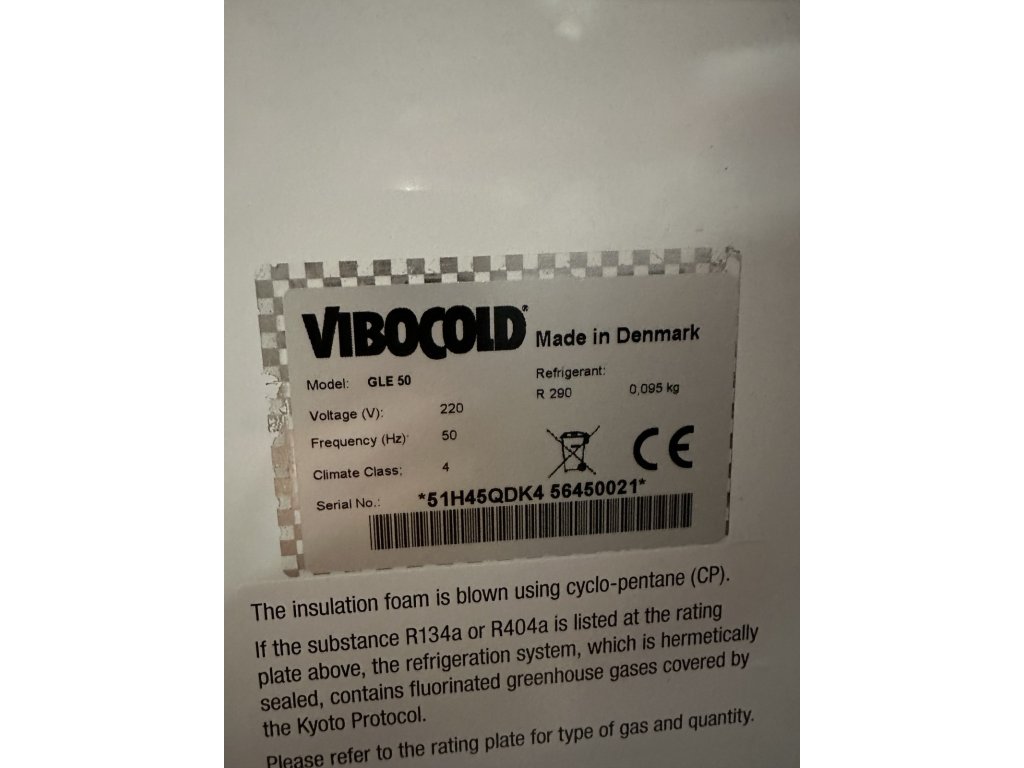 VIBOCOLD® Made in Denmark
Model: GLE 50
Refrigerant:
R 290 0,095 kg
Voltage (V): 220
Frequency (Hz): 50
Climate Class: 4
CE
Serial No.: *51H45QDK4 56450021*
The insulation foam is blown using cyclo-pentane (CP).
If the substance R134a or R404a is listed at the rating
plate above, the refrigeration system, which is hermetically
sealed, contains fluorinated greenhouse gases covered by
the Kyoto Protocol.
Please refer to the rating plate for type of gas and quantity.